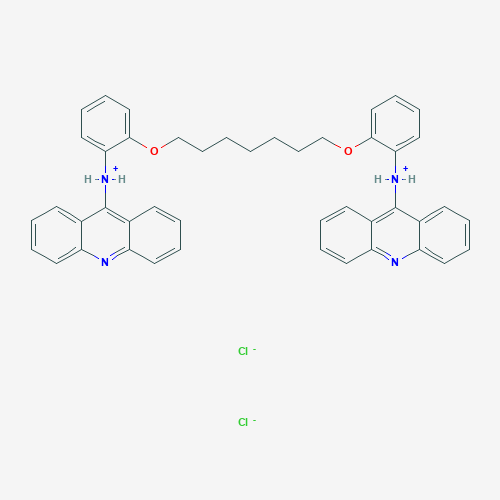 O O
+ +
H N H H N H
N N
Cl -
Cl -